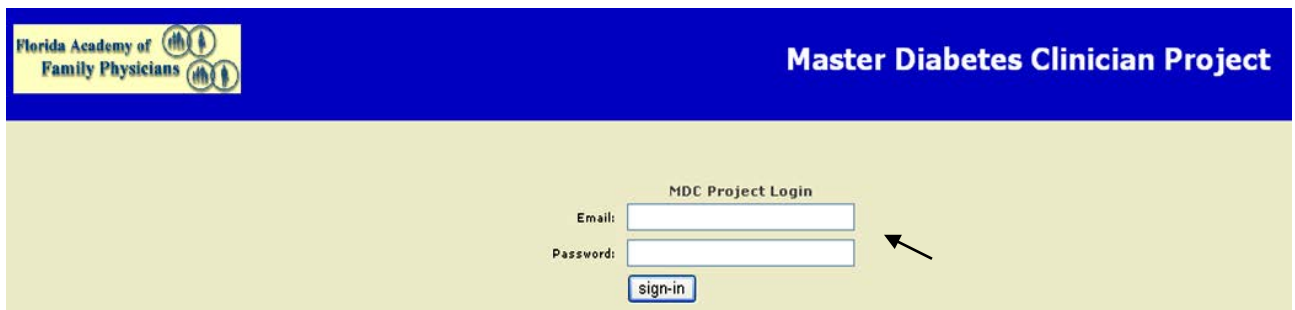 Florida Academy of
Family Physicians
Master Diabetes Clinician Project
MDC Project Login
Email:
Password:
sign-in